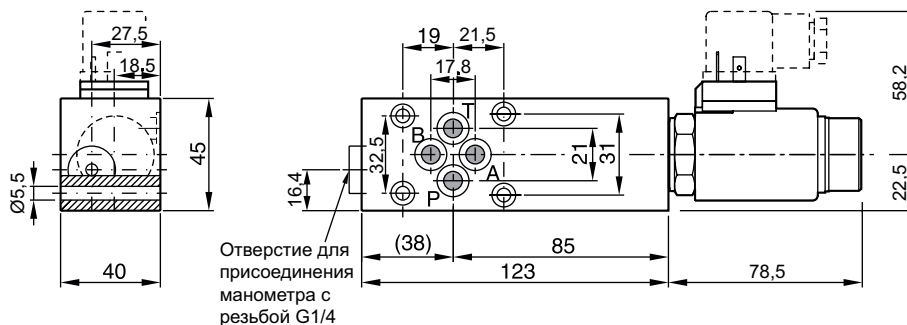 27,5
18,5
45
Ø5,5
40
19
21,5
17,8
T
B
A
P
32,5
21
31
16,4
(38)
85
123
78,5
58,2
22,5
Отверстие для
присоединения
манометра с
резьбой G1/4